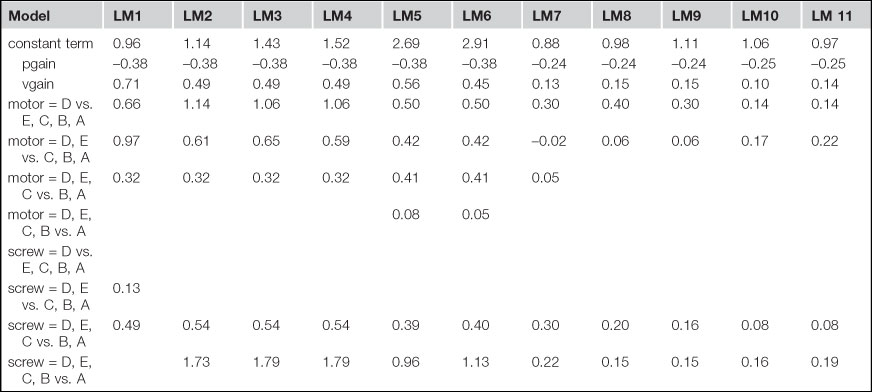 Model LM1 LM2 LM3 LM4 LM5 LM6 LM7 LM8 LM9 LM10 LM 11
constant term 0.96 1.14 1.43 1.52 2.69 2.91 0.88 0.98 1.11 1.06 0.97
pgain –0.38 –0.38 –0.38 –0.38 –0.38 –0.38 –0.24 –0.24 –0.24 –0.25 –0.25
vgain 0.71 0.49 0.49 0.49 0.56 0.45 0.13 0.15 0.15 0.10 0.14
motor = D vs. 0.66 1.14 1.06 1.06 0.50 0.50 0.30 0.40 0.30 0.14 0.14
E, C, B, A
motor = D, E 0.97 0.61 0.65 0.59 0.42 0.42 –0.02 0.06 0.06 0.17 0.22
vs. C, B, A
motor = D, E, 0.32 0.32 0.32 0.32 0.41 0.41 0.05
C vs. B, A
motor = D, E, 0.08 0.05
C, B vs. A
screw = D vs.
E, C, B, A
screw = D, E 0.13
vs. C, B, A
screw = D, E, 0.49 0.54 0.54 0.54 0.39 0.40 0.30 0.20 0.16 0.08 0.08
C vs. B, A
screw = D, E, 1.73 1.79 1.79 0.96 1.13 0.22 0.15 0.15 0.16 0.19
C, B vs. A